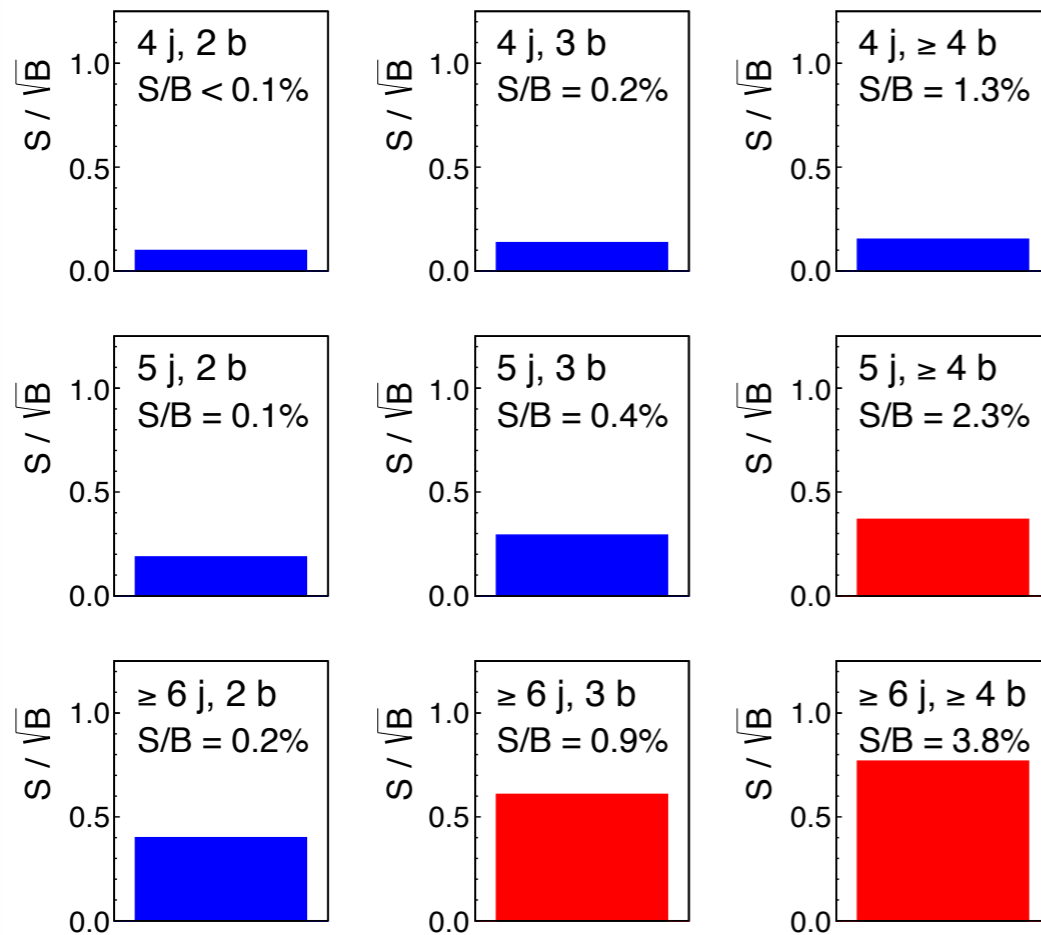 4 j, 2 b
S/B < 0.1%
S / √B
1.0
0.5
0.0
4 j, 3 b
S/B = 0.2%
S / √B
1.0
0.5
0.0
4 j, ≥ 4 b
S/B = 1.3%
S / √B
1.0
0.5
0.0
5 j, 2 b
S/B = 0.1%
S / √B
1.0
0.5
0.0
5 j, 3 b
S/B = 0.4%
S / √B
1.0
0.5
0.0
5 j, ≥ 4 b
S/B = 2.3%
S / √B
1.0
0.5
0.0
≥ 6 j, 2 b
S/B = 0.2%
S / √B
1.0
0.5
0.0
≥ 6 j, 3 b
S/B = 0.9%
S / √B
1.0
0.5
0.0
≥ 6 j, ≥ 4 b
S/B = 3.8%
S / √B
1.0
0.5
0.0